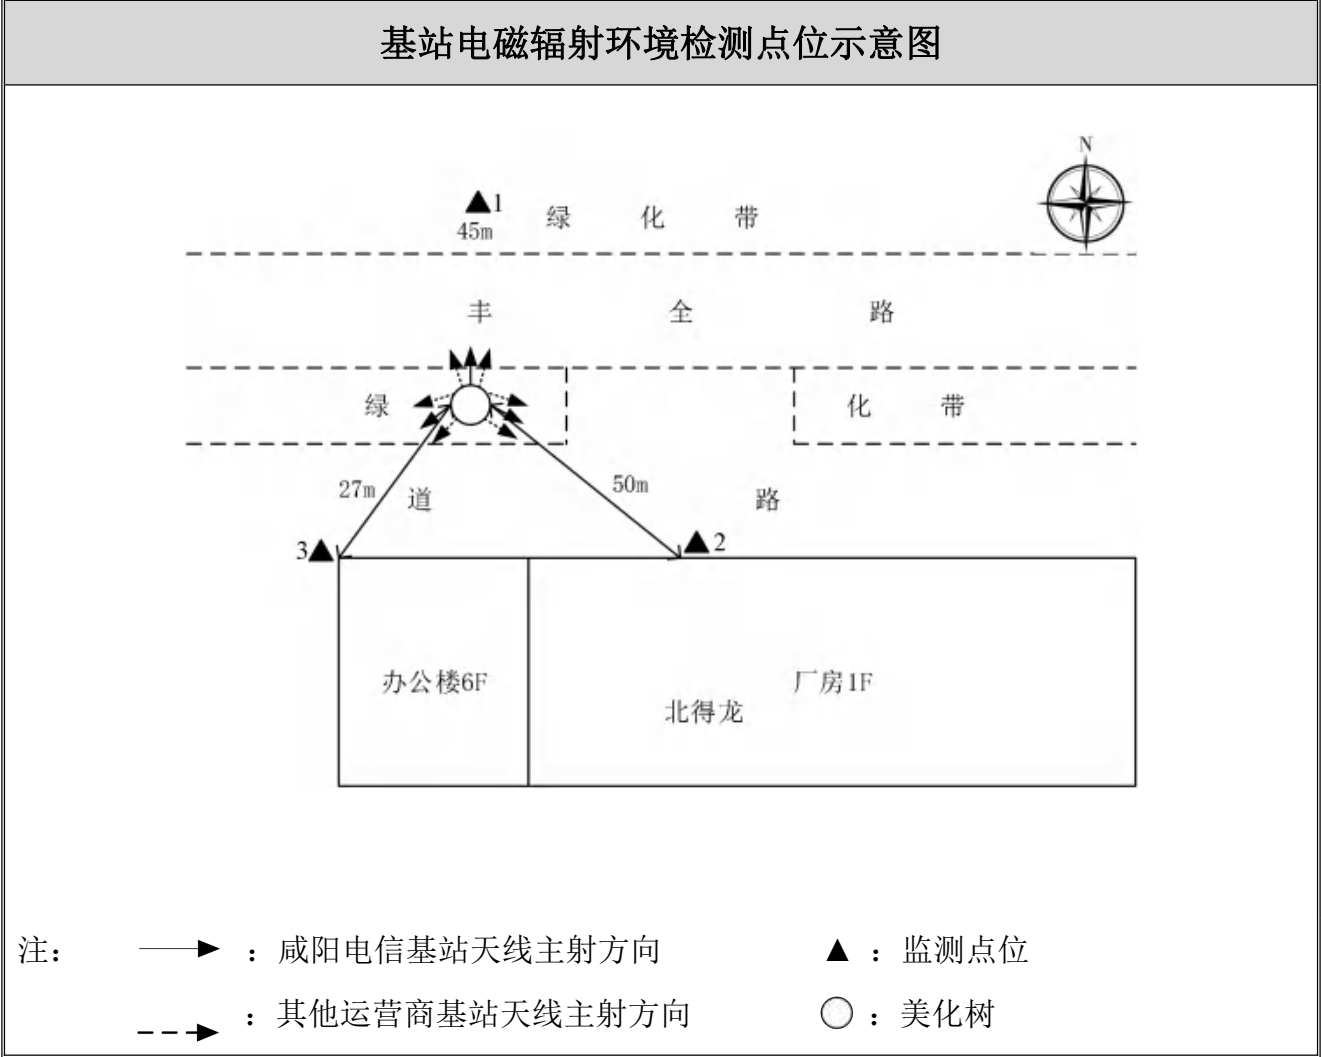 基站电磁辐射环境检测点位示意图
N
▲1
45m
绿 化 带
丰 全 路
绿 化 带
27m
道
50m
路
3▲
▲2
办公楼6F
厂房1F
北得龙
注：
：咸阳电信基站天线主射方向
▲：监测点位
：其他运营商基站天线主射方向
：美化树